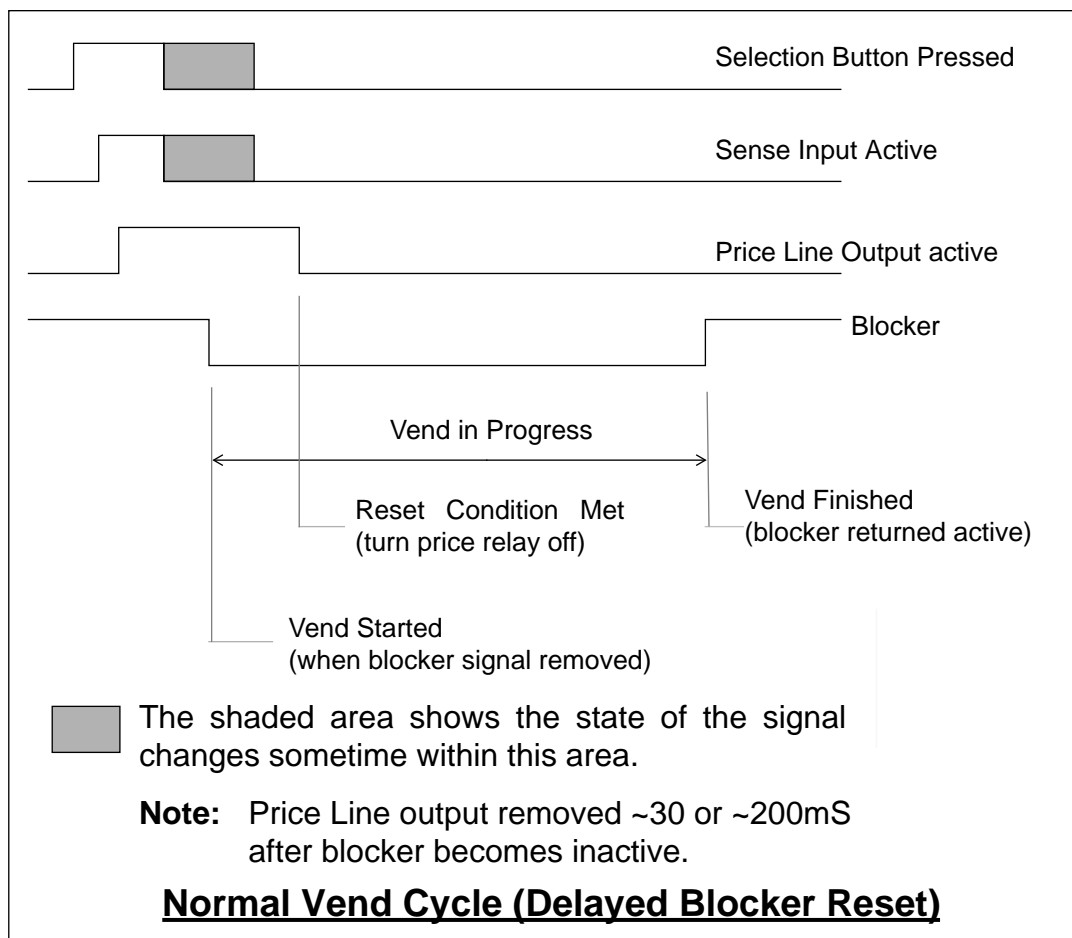 Selection Button Pressed
Sense Input Active
Price Line Output active
Blocker
Vend in Progress
Reset Condition Met
(turn price relay off)
Vend Finished
(blocker returned active)
Vend Started
(when blocker signal removed)
The shaded area shows the state of the signal
changes sometime within this area.
Note: Price Line output removed ~30 or ~200mS
after blocker becomes inactive.
Normal Vend Cycle (Delayed Blocker Reset)